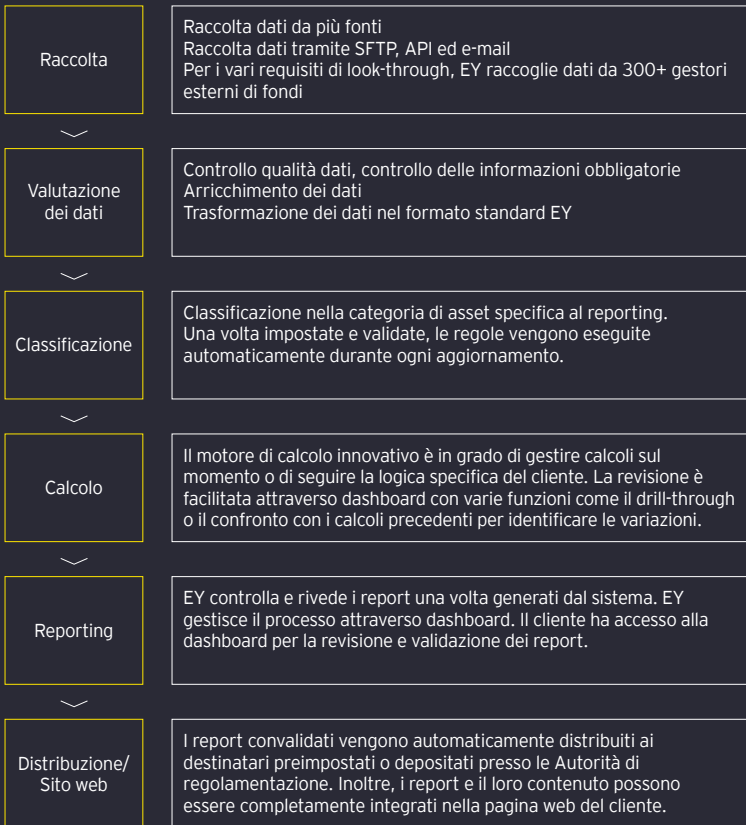 Raccolta
Raccolta dati da più fonti
Raccolta dati tramite SFTP, API ed e-mail
Per i vari requisiti di look-through, EY raccoglie dati da 300+ gestori
esterni di fondi
Valutazione
dei dati
Controllo qualità dati, controllo delle informazioni obbligatorie
Arricchimento dei dati
Trasformazione dei dati nel formato standard EY
Classificazione
Classificazione nella categoria di asset specifica al reporting.
Una volta impostate e validate, le regole vengono eseguite
automaticamente durante ogni aggiornamento.
Calcolo
Il motore di calcolo innovativo è in grado di gestire calcoli sul
momento o di seguire la logica specifica del cliente. La revisione è
facilitata attraverso dashboard con varie funzioni come il drill-through
o il confronto con i calcoli precedenti per identificare le variazioni.
Reporting
EY controlla e rivede i report una volta generati dal sistema. EY
gestisce il processo attraverso dashboard. Il cliente ha accesso alla
dashboard per la revisione e validazione dei report.
Distribuzione/
Sito web
I report convalidati vengono automaticamente distribuiti ai
destinatari preimpostati o depositati presso le Autorità di
regolamentazione. Inoltre, i report e il loro contenuto possono
essere completamente integrati nella pagina web del cliente.